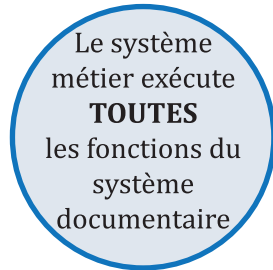 Le système
métier exécute
TOUTES
les fonctions du
système
documentaire